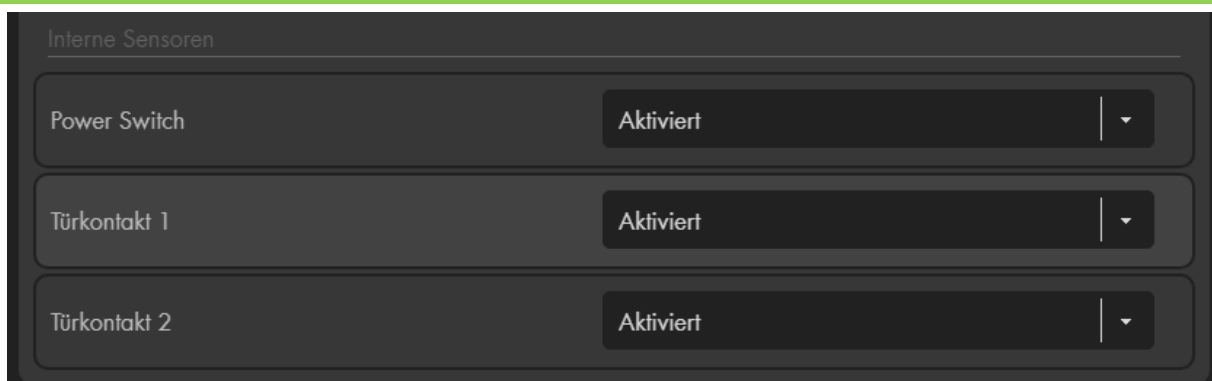 Interne Sensoren
Power Switch
Aktiviert
Türkontakt 1
Aktiviert
Türkontakt 2
Aktiviert